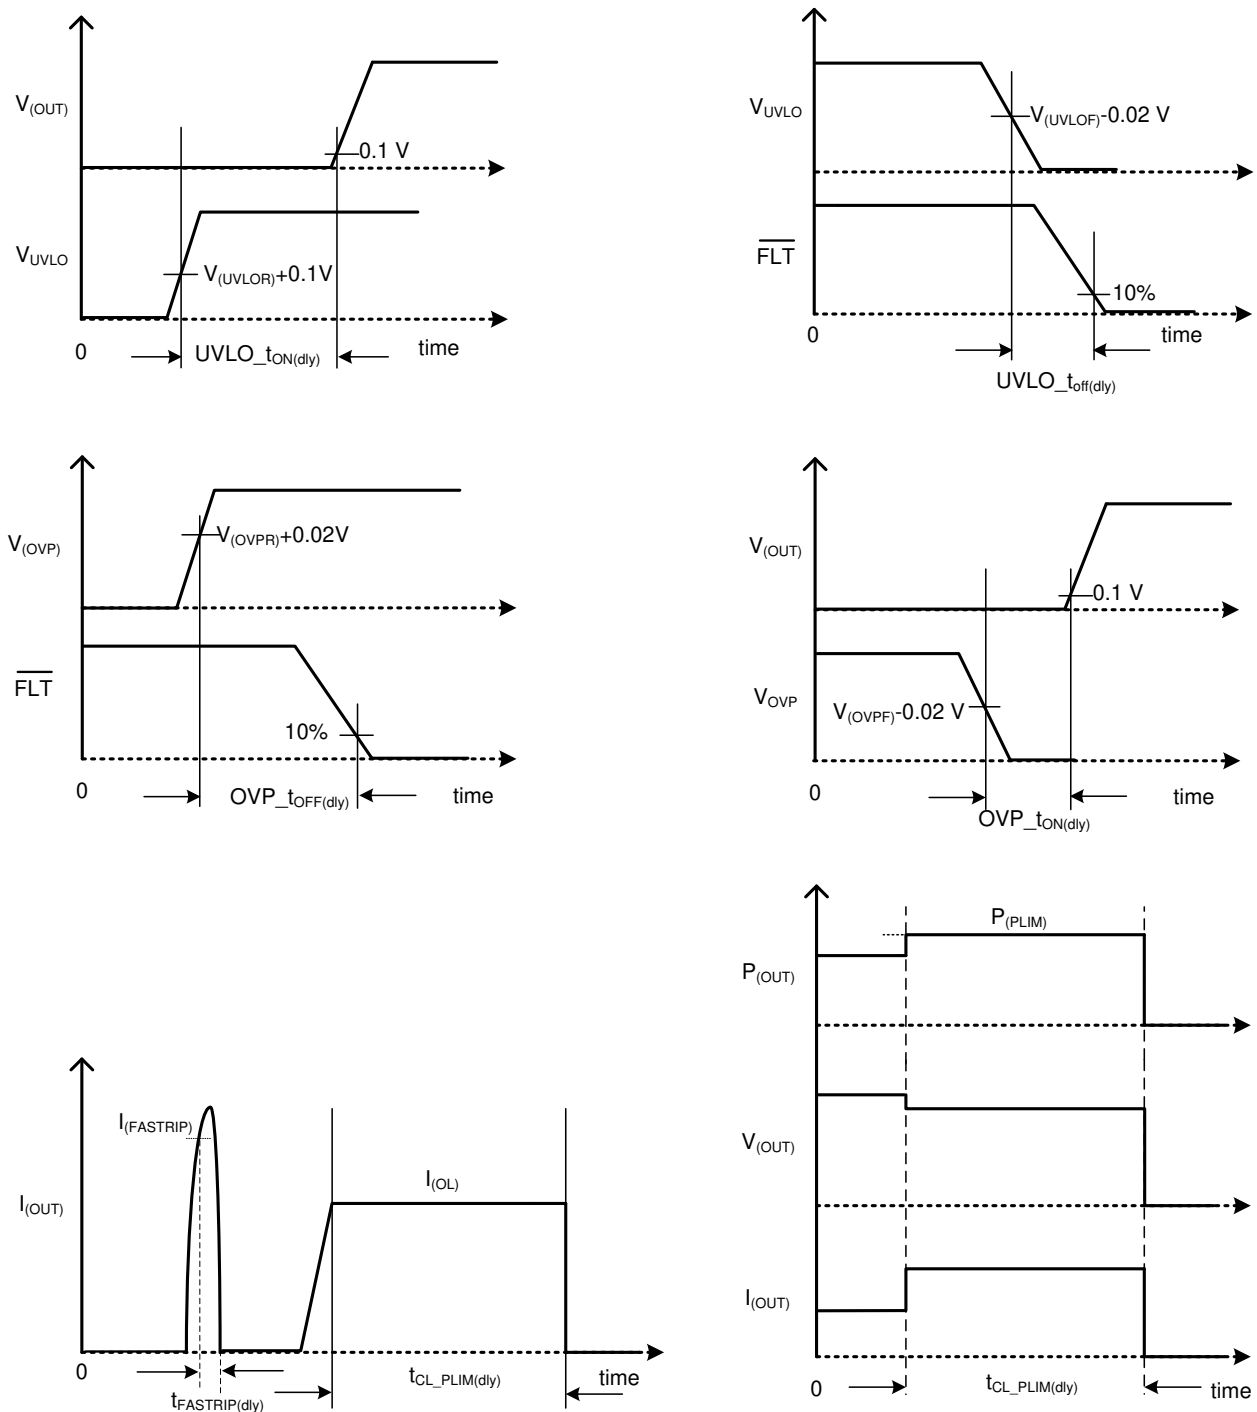 V(OUT)
0.1 V
VUVLO
V(UVLOR)+0.1V
0
UVLO_tON(dly)
time
VUVLO
V(UVLOF)-0.02 V
FLT
10%
0
time
UVLO_toff(dly)
V(OVP)
V(OVPR)+0.02V
FLT
10%
0
OVP_tOFF(dly)
time
V(OUT)
0.1 V
VOVP
V(OVPF)-0.02 V
0
time
OVP_tON(dly)
I(FASTRIP)
I(OUT)
I(OL)
0
tFASTRIP(dly)
tCL_PLIM(dly)
time
P(PLIM)
P(OUT)
V(OUT)
I(OUT)
0
tCL_PLIM(dly)
time